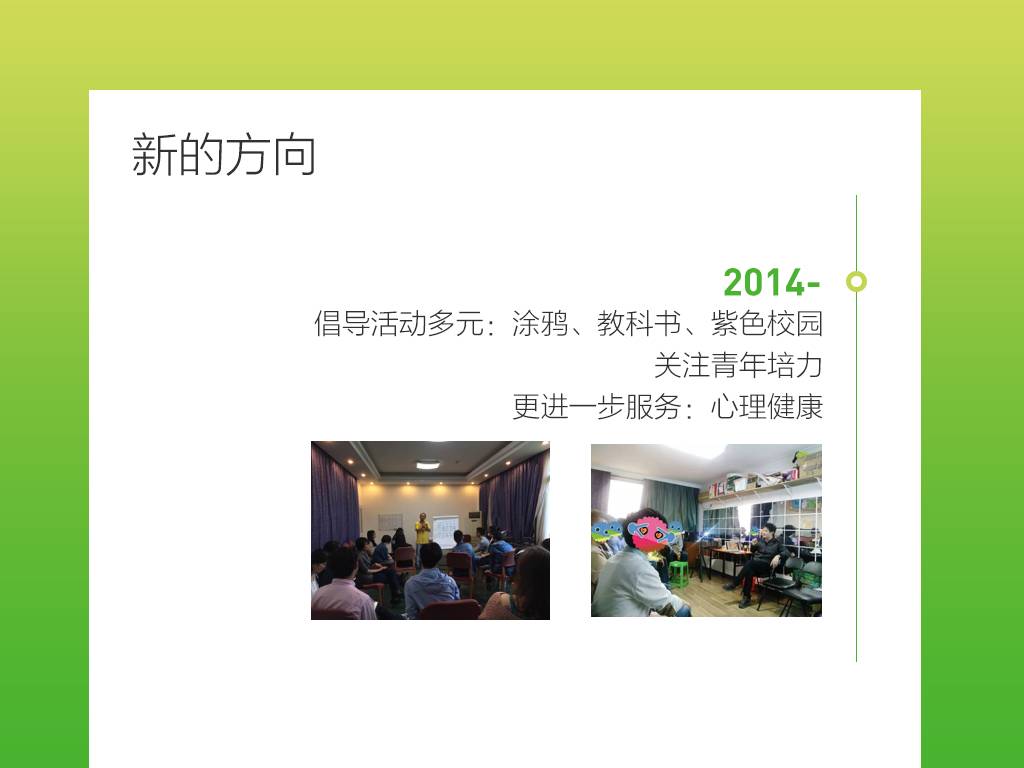 新的方向
2014-
倡导活动多元：涂鸦、教科书、紫色校园
关注青年培力
更进一步服务：心理健康